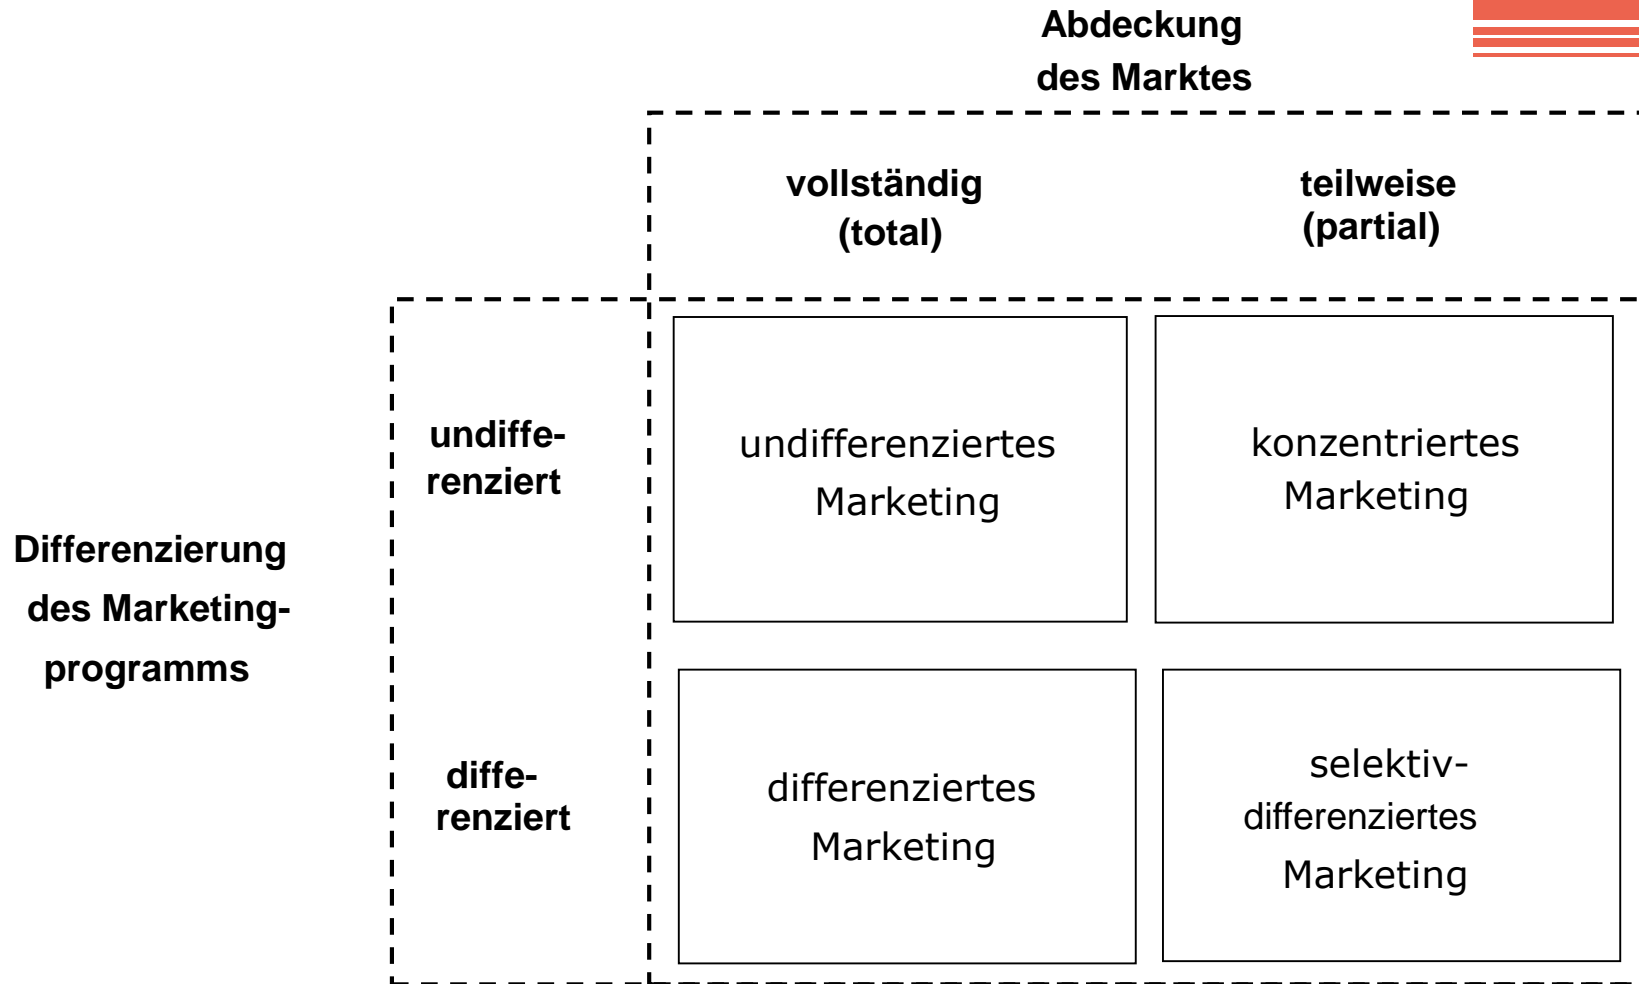 Abdeckung
des Marktes
vollständig
(total)
teilweise
(partial)
undiffe-
renziert
undifferenziertes
Marketing
konzentriertes
Marketing
Differenzierung
des Marketing-
programms
diffe-
renziert
differenziertes
Marketing
selektiv-
differenziertes
Marketing